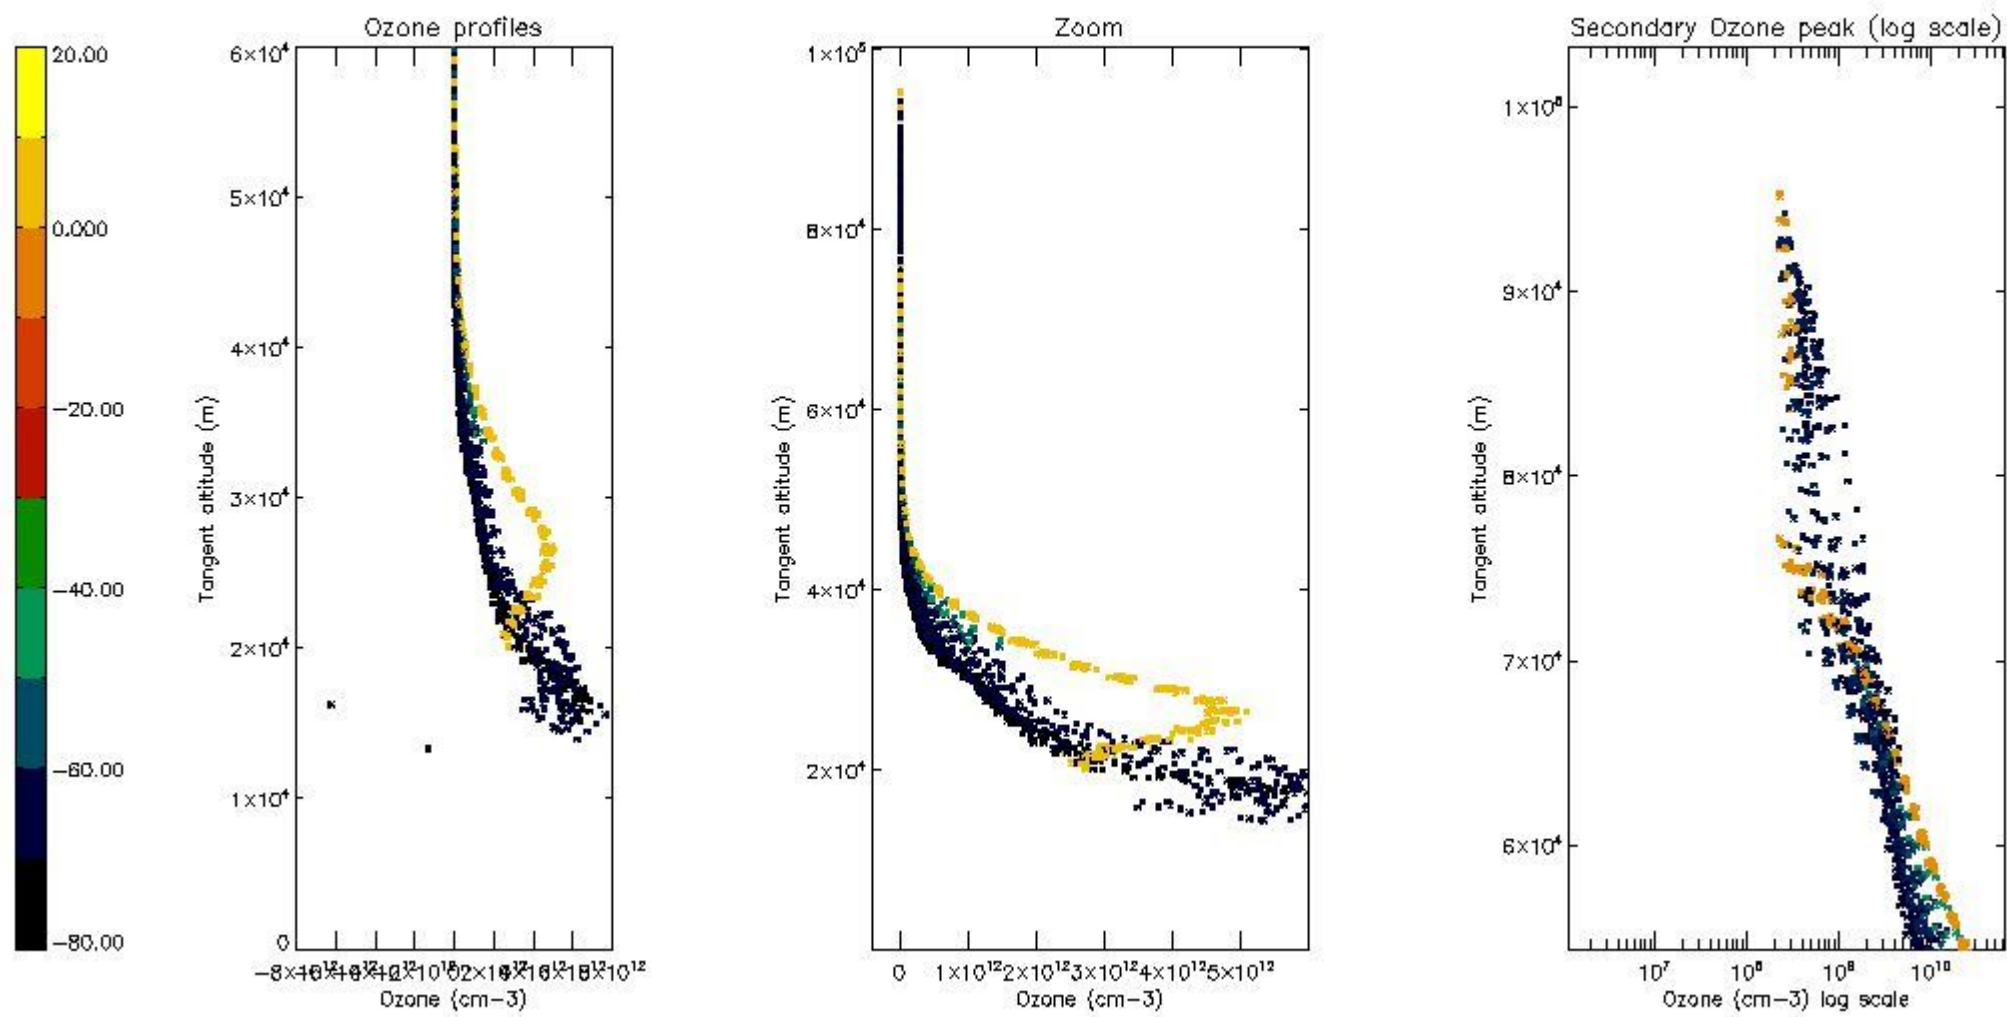 Ozone profiles
Zoom
Secondary Ozone peak (log scale)
20.00
0.000
−20.00
−40.00
−60.00
−80.00
6×10⁴
5×10⁴
4×10⁴
3×10⁴
2×10⁴
1×10⁴
0
Tangent altitude (m)
Ozone (cm−3)
1×10⁵
8×10⁴
6×10⁴
4×10⁴
2×10⁴
Tangent altitude (m)
0 1×10¹² 2×10¹² 3×10¹² 4×10¹² 5×10¹²
Ozone (cm−3)
9×10⁴
8×10⁴
7×10⁴
6×10⁴
Tangent altitude (m)
10⁷ 10⁸ 10⁹ 10¹⁰
Ozone (cm−3) log scale